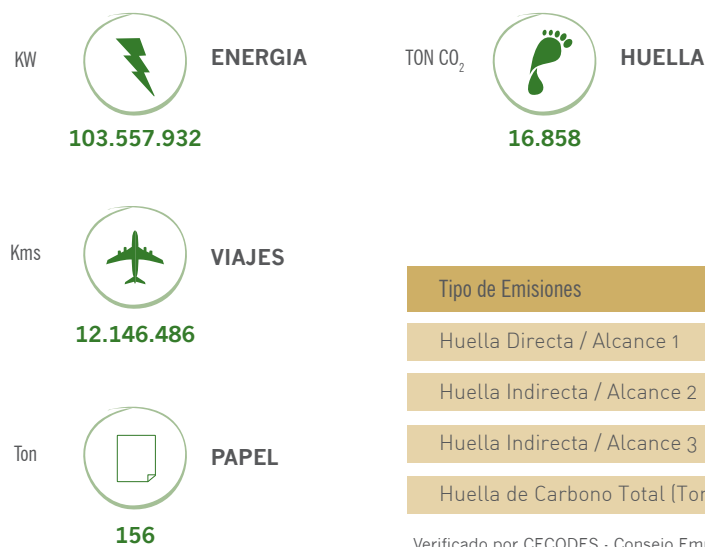 KW
ENERGIA
103.557.932
TON CO₂
HUELLA
16.858
Kms
VIAJES
12.146.486
Ton
PAPEL
156
Tipo de Emisiones
Huella Directa / Alcance 1
Huella Indirecta / Alcance 2
Huella Indirecta / Alcance 3
Huella de Carbono Total
Verificado por CECODES - Consejo